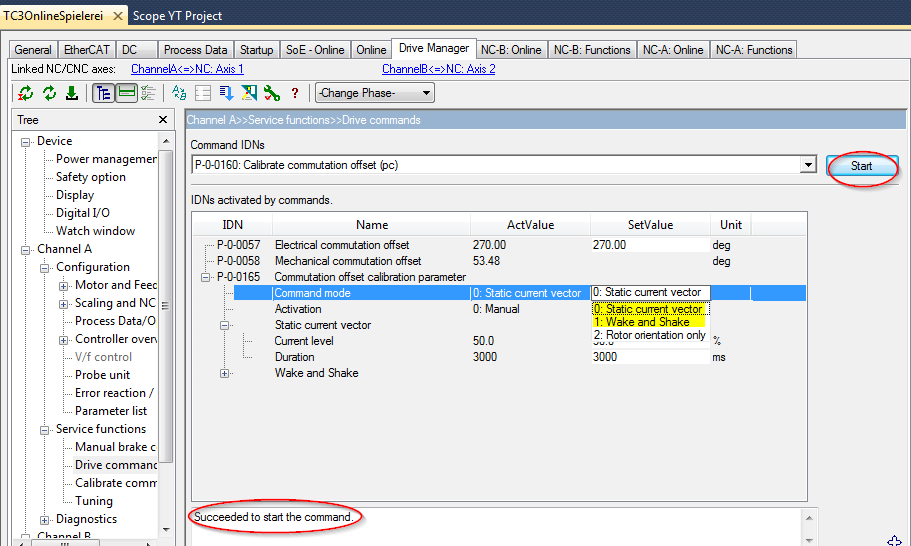 TC3OnlineSpielerei Scope YT Project
General EtherCAT DC Process Data Startup SoE - Online Online Drive Manager NC-B: Online NC-B: Functions NC-A: Online NC-A: Functions
Linked NC/CNC axes: ChannelA<=>NC: Axis 1 ChannelB<=>NC: Axis 2
-Change Phase-
Tree
Device
Power managemen
Safety option
Display
Digital I/O
Watch window
Channel A
Configuration
Motor and Feed
Scaling and NC
Process Data/O
Controller overv
V/f control
Probe unit
Error reaction /
Parameter list
Service functions
Manual brake c
Drive command
Calibrate comm
Tuning
Diagnostics
Channel B
Channel A>>Service functions>>Drive commands
Command IDNs
P-0-0160: Calibrate commutation offset (pc) Start
IDNs activated by commands.
IDN Name ActValue SetValue Unit
P-0-0057 Electrical commutation offset 270.00 270.00 deg
P-0-0058 Mechanical commutation offset 53.48 deg
P-0-0165 Commutation offset calibration parameter
Command mode 0: Static current vector 0: Static current vector
Activation 0: Manual 0: Static current vector
Static current vector 1: Wake and Shake
2: Rotor orientation only
Current level 50.0 %
Duration 3000 3000 ms
Wake and Shake
Succeeded to start the command.